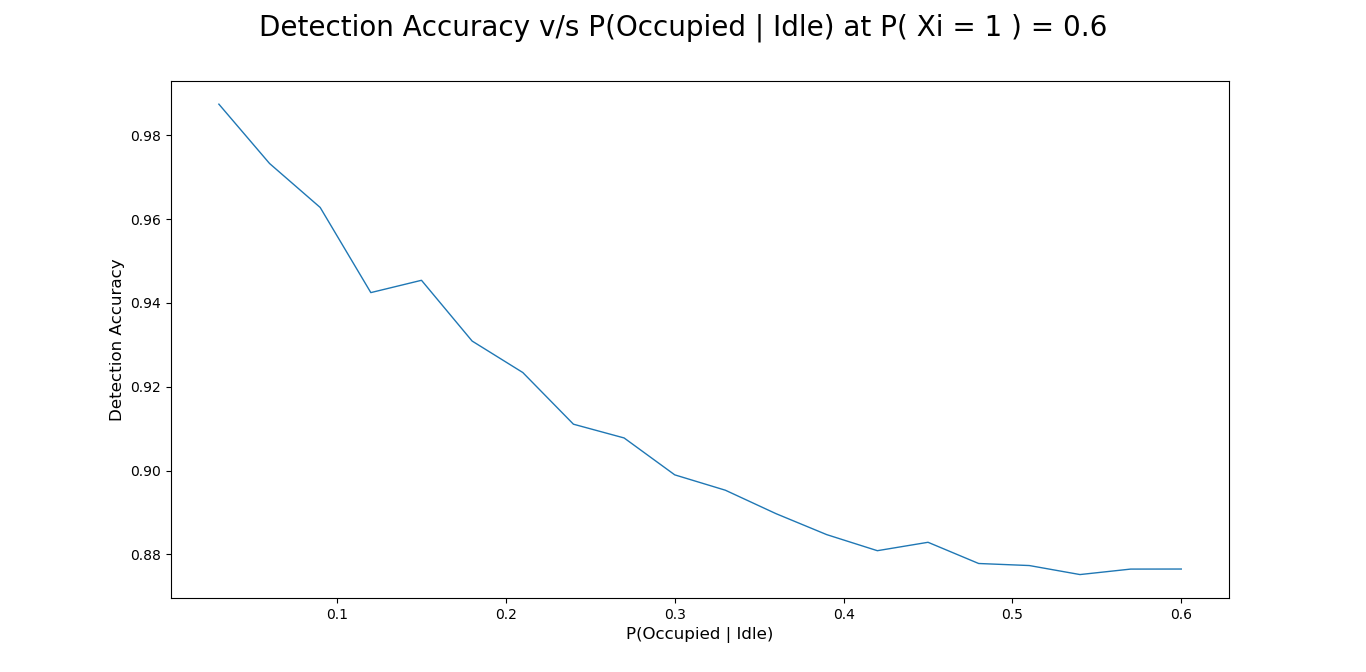 Detection Accuracy v/s P(Occupied | Idle) at P( Xi = 1 ) = 0.6
0.98
0.96
0.94
0.92
0.90
0.88
Detection Accuracy
0.1 0.2 0.3 0.4 0.5 0.6
P(Occupied | Idle)